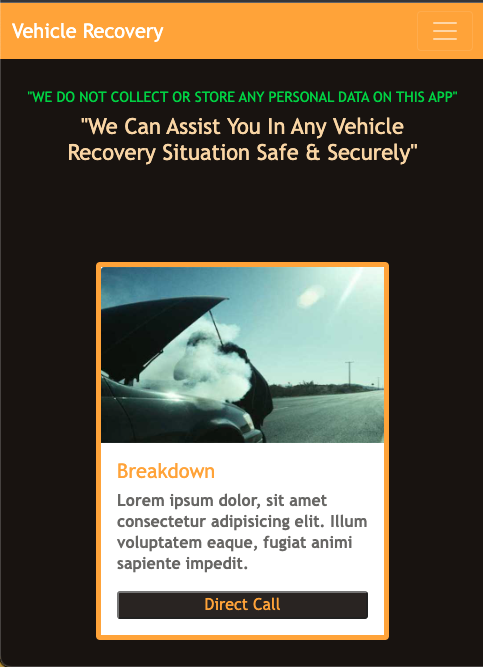 Vehicle Recovery
"WE DO NOT COLLECT OR STORE ANY PERSONAL DATA ON THIS APP"
"We Can Assist You In Any Vehicle
Recovery Situation Safe & Securely"
Breakdown
Lorem ipsum dolor, sit amet
consectetur adipisicing elit. Illum
voluptatem eaque, fugiat animi
sapiente impedit.
Direct Call